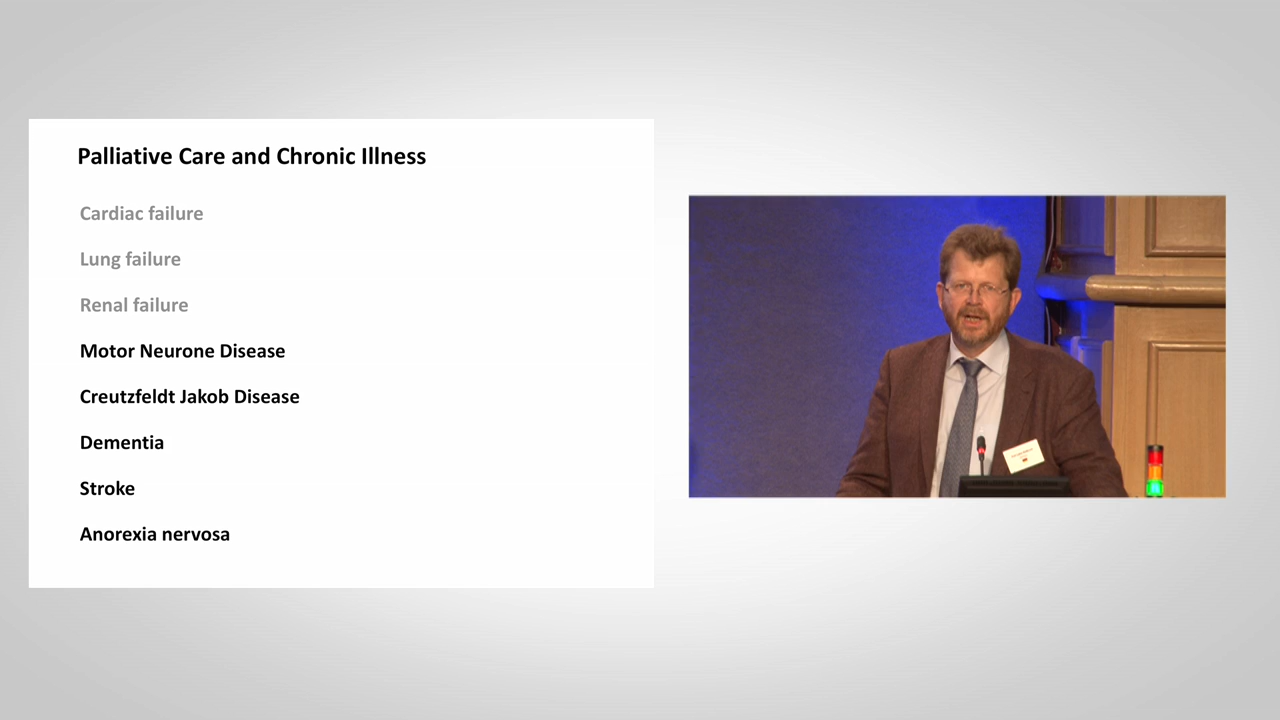 Palliative Care and Chronic Illness
Cardiac failure
Lung failure
Renal failure
Motor Neurone Disease
Creutzfeldt Jakob Disease
Dementia
Stroke
Anorexia nervosa